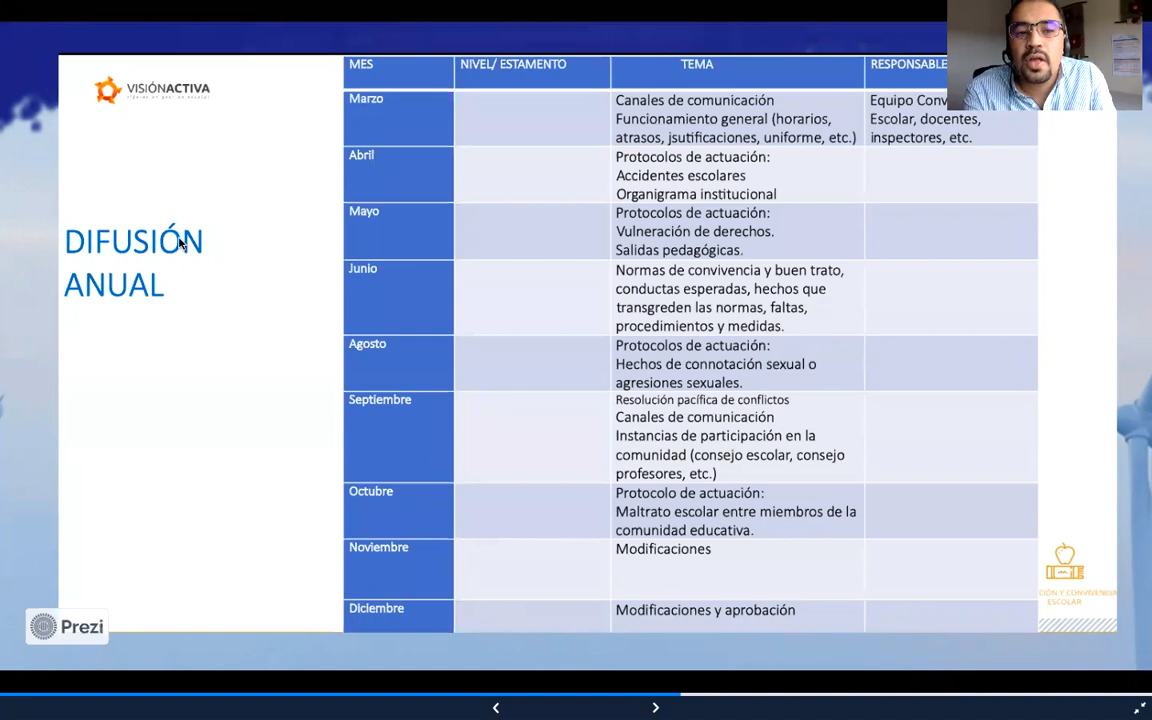 VISIÓNACTIVA
DIFUSIÓN
ANUAL
MES NIVEL/ ESTAMENTO TEMA RESPONSABLE
Marzo
Canales de comunicación
Funcionamiento general (horarios,
atrasos, jsutificaciones, uniforme, etc.)
Equipo Conv
Escolar, docentes,
inspectores, etc.
Abril
Protocolos de actuación:
Accidentes escolares
Organigrama institucional
Mayo
Protocolos de actuación:
Vulneración de derechos.
Salidas pedagógicas.
Junio
Normas de convivencia y buen trato,
conductas esperadas, hechos que
transgreden las normas, faltas,
procedimientos y medidas.
Agosto
Protocolos de actuación:
Hechos de connotación sexual o
agresiones sexuales.
Septiembre
Resolución pacífica de conflictos
Canales de comunicación
Instancias de participación en la
comunidad (consejo escolar, consejo
profesores, etc.)
Octubre
Protocolo de actuación:
Maltrato escolar entre miembros de la
comunidad educativa.
Noviembre
Modificaciones
Diciembre
Modificaciones y aprobación
CIÓN Y CONVIVENCIA
ESCOLAR
Prezi